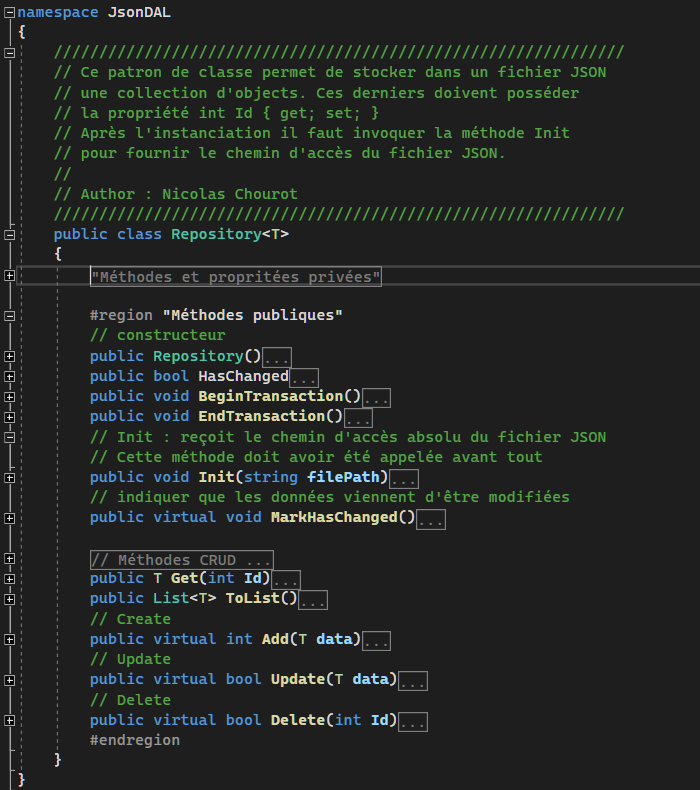 namespace JsonDAL
{
///////////////////////////////////////////////////////////////
// Ce patron de classe permet de stocker dans un fichier JSON
// une collection d'objects. Ces derniers doivent posséder
// la propriété int Id { get; set; }
// Après l'instanciation il faut invoquer la méthode Init
// pour fournir le chemin d'accès du fichier JSON.
//
// Author : Nicolas Chourot
///////////////////////////////////////////////////////////////
public class Repository<T>
{
"Méthodes et propritées privées"
#region "Méthodes publiques"
// constructeur
public Repository()...
public bool HasChanged...
public void BeginTransaction()...
public void EndTransaction()...
// Init : reçoit le chemin d'accès absolu du fichier JSON
// Cette méthode doit avoir été appelée avant tout
public void Init(string filePath)...
// indiquer que les données viennent d'être modifiées
public virtual void MarkHasChanged()...
// Méthodes CRUD ...
public T Get(int Id)...
public List<T> ToList()...
// Create
public virtual int Add(T data)...
// Update
public virtual bool Update(T data)...
// Delete
public virtual bool Delete(int Id)...
#endregion
}
}